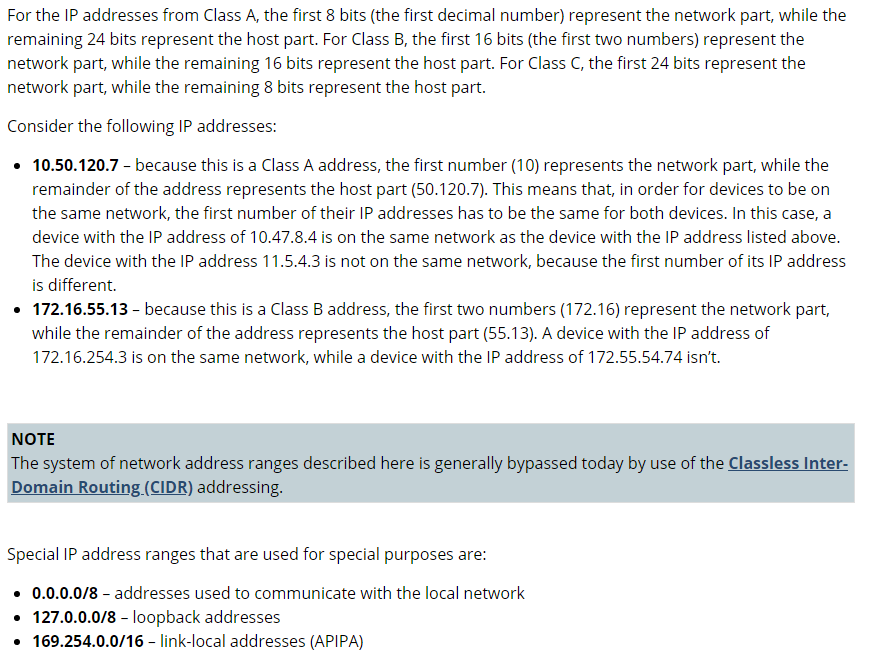 For the IP addresses from Class A, the first 8 bits (the first decimal number) represent the network part, while the
remaining 24 bits represent the host part. For Class B, the first 16 bits (the first two numbers) represent the
network part, while the remaining 16 bits represent the host part. For Class C, the first 24 bits represent the
network part, while the remaining 8 bits represent the host part.
Consider the following IP addresses:
• 10.50.120.7 – because this is a Class A address, the first number (10) represents the network part, while the
remainder of the address represents the host part (50.120.7). This means that, in order for devices to be on
the same network, the first number of their IP addresses has to be the same for both devices. In this case, a
device with the IP address of 10.47.8.4 is on the same network as the device with the IP address listed above.
The device with the IP address 11.5.4.3 is not on the same network, because the first number of its IP address
is different.
• 172.16.55.13 – because this is a Class B address, the first two numbers (172.16) represent the network part,
while the remainder of the address represents the host part (55.13). A device with the IP address of
172.16.254.3 is on the same network, while a device with the IP address of 172.55.54.74 isn’t.
NOTE
The system of network address ranges described here is generally bypassed today by use of the Classless Inter-
Domain Routing (CIDR) addressing.
Special IP address ranges that are used for special purposes are:
• 0.0.0.0/8 – addresses used to communicate with the local network
• 127.0.0.0/8 – loopback addresses
• 169.254.0.0/16 – link-local addresses (APIPA)